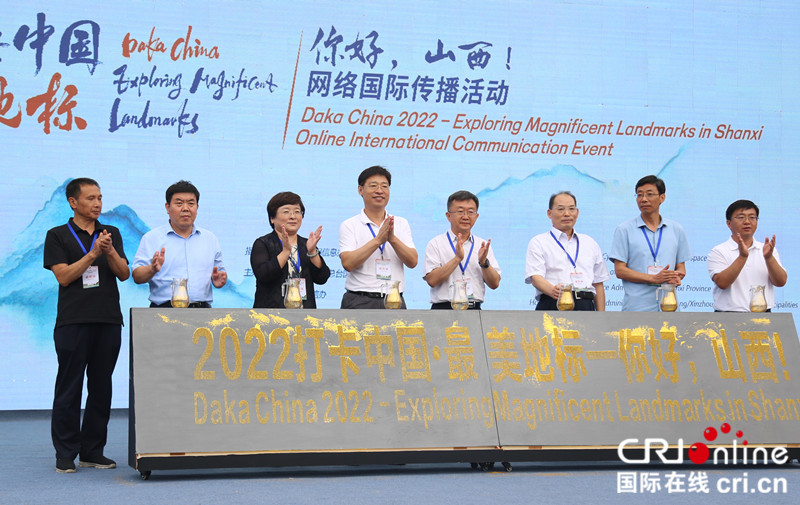 中国
地标
Daka China
Exploring Magnificent
Landmarks
你好，山西！
网络国际传播活动
Daka China 2022 – Exploring Magnificent Landmarks in Shanxi
Online International Communication Event
2022打卡中国·最美地标—你好，山西！
Daka China 2022 – Exploring Magnificent Landmarks in Shan
CRIonline
国际在线 cri.cn